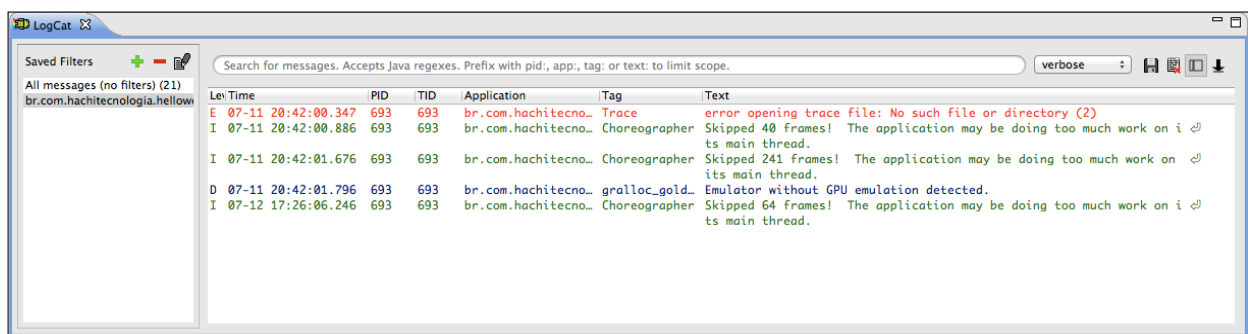 LogCat
Saved Filters
Search for messages. Accepts Java regexes. Prefix with pid:, app:, tag: or text: to limit scope.
verbose
All messages (no filters) (21)
br.com.hachitecnologia.hellow
Lev Time PID TID Application Tag Text
E 07-11 20:42:00.347 693 693 br.com.hachitecno… Trace error opening trace file: No such file or directory (2)
I 07-11 20:42:00.886 693 693 br.com.hachitecno… Choreographer Skipped 40 frames!  The application may be doing too much work on i
ts main thread.
I 07-11 20:42:01.676 693 693 br.com.hachitecno… Choreographer Skipped 241 frames!  The application may be doing too much work on
its main thread.
D 07-11 20:42:01.796 693 693 br.com.hachitecno… gralloc_gold… Emulator without GPU emulation detected.
I 07-12 17:26:06.246 693 693 br.com.hachitecno… Choreographer Skipped 64 frames!  The application may be doing too much work on i
ts main thread.